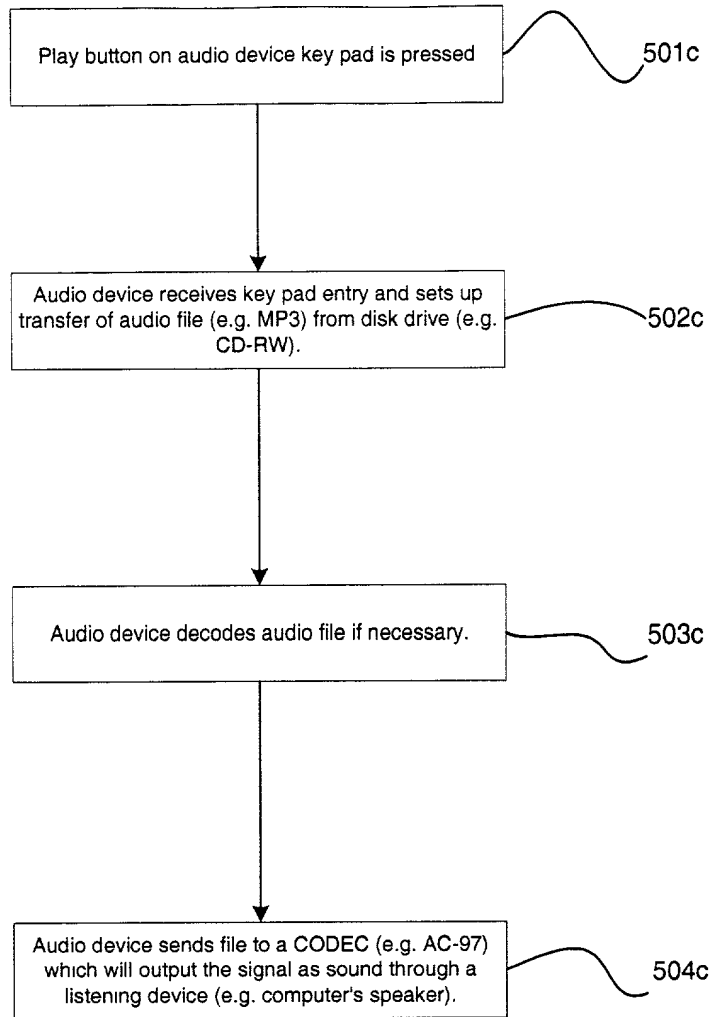 Play button on audio device key pad is pressed
501c
Audio device receives key pad entry and sets up
transfer of audio file (e.g. MP3) from disk drive (e.g.
CD-RW).
502c
Audio device decodes audio file if necessary.
503c
Audio device sends file to a CODEC (e.g. AC-97)
which will output the signal as sound through a
listening device (e.g. computer's speaker).
504c